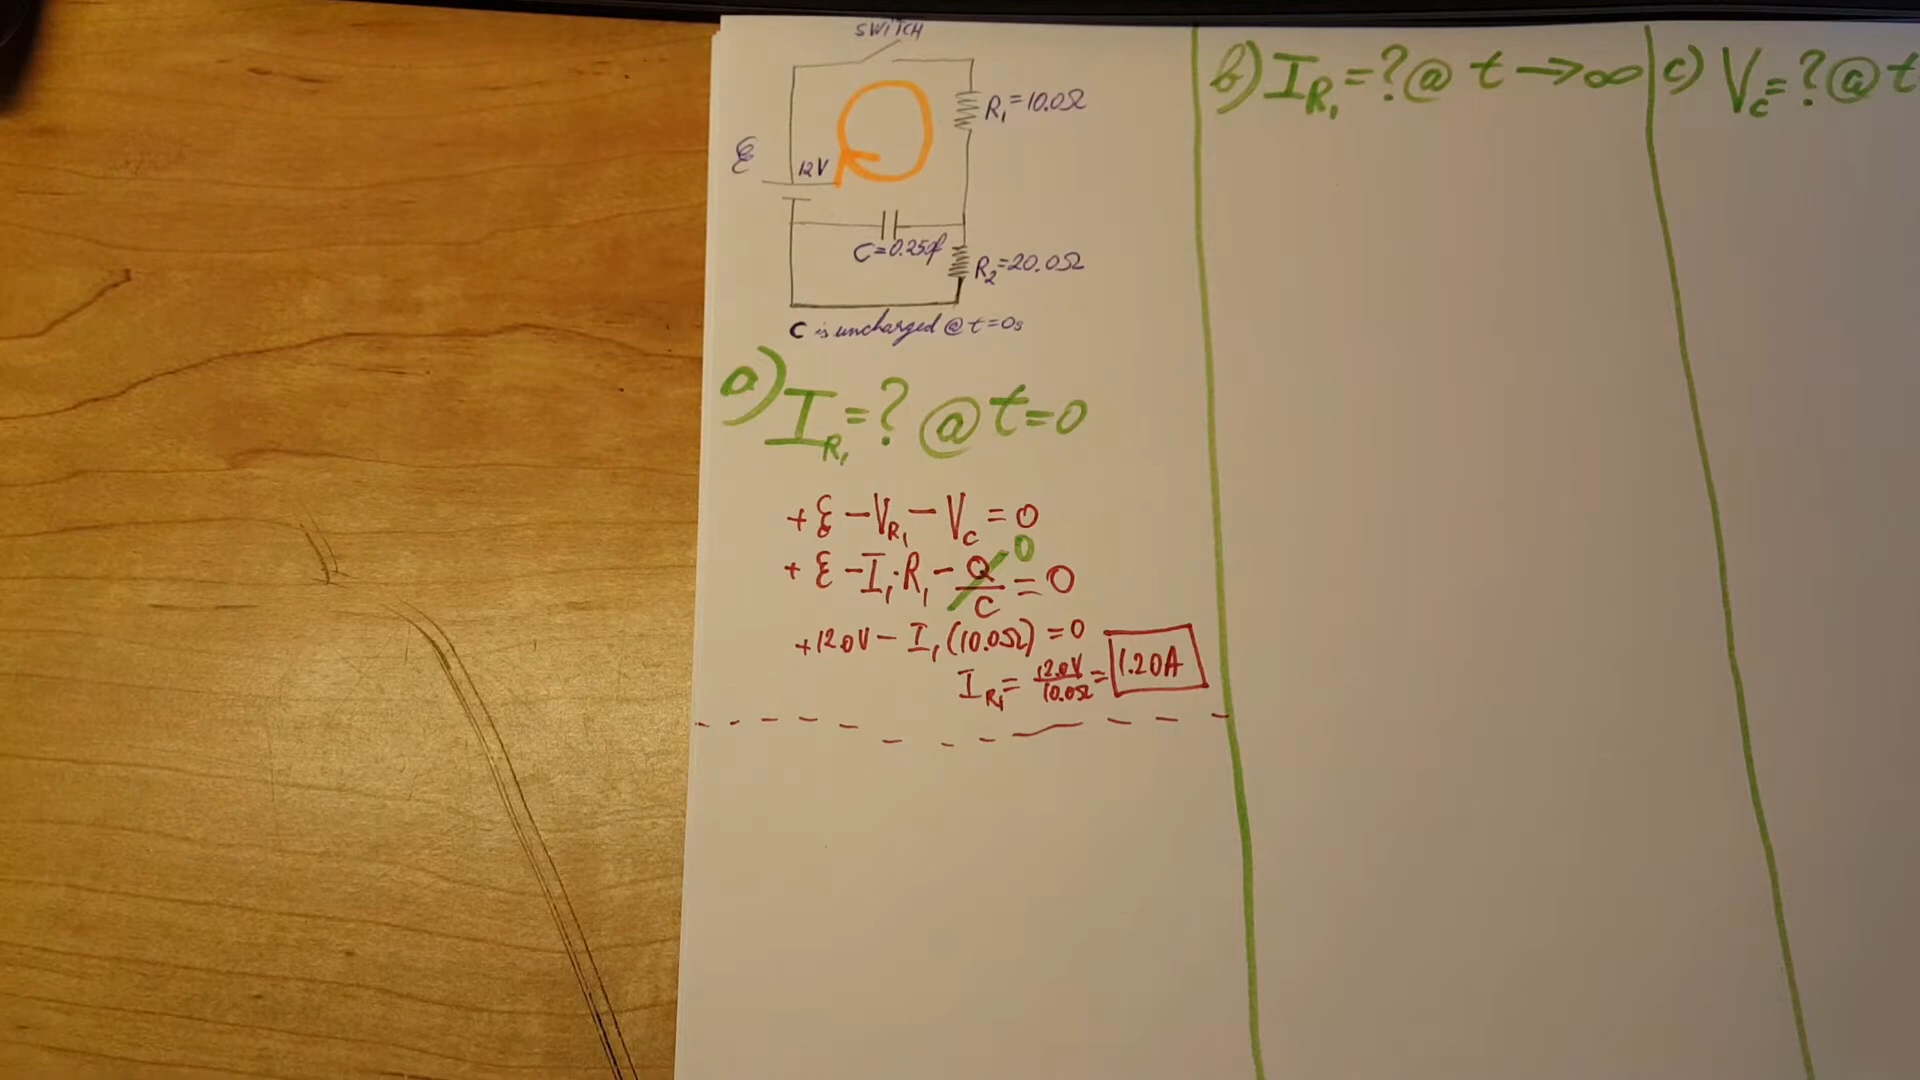 SWITCH
R₁=10.0Ω
ℰ
12V
C=0.25μf
R₂=20.0Ω
C is uncharged @ t=0s
a) I_R₁=? @ t=0
+ℰ-V_R₁-V_C=0
+ℰ-I₁·R₁-Q/C=0
0
+12.0V-I₁(10.0Ω)=0
I_R₁=12.0V/10.0Ω=1.20A
b) I_R₁=?@ t→∞
c) V_C=?@ t